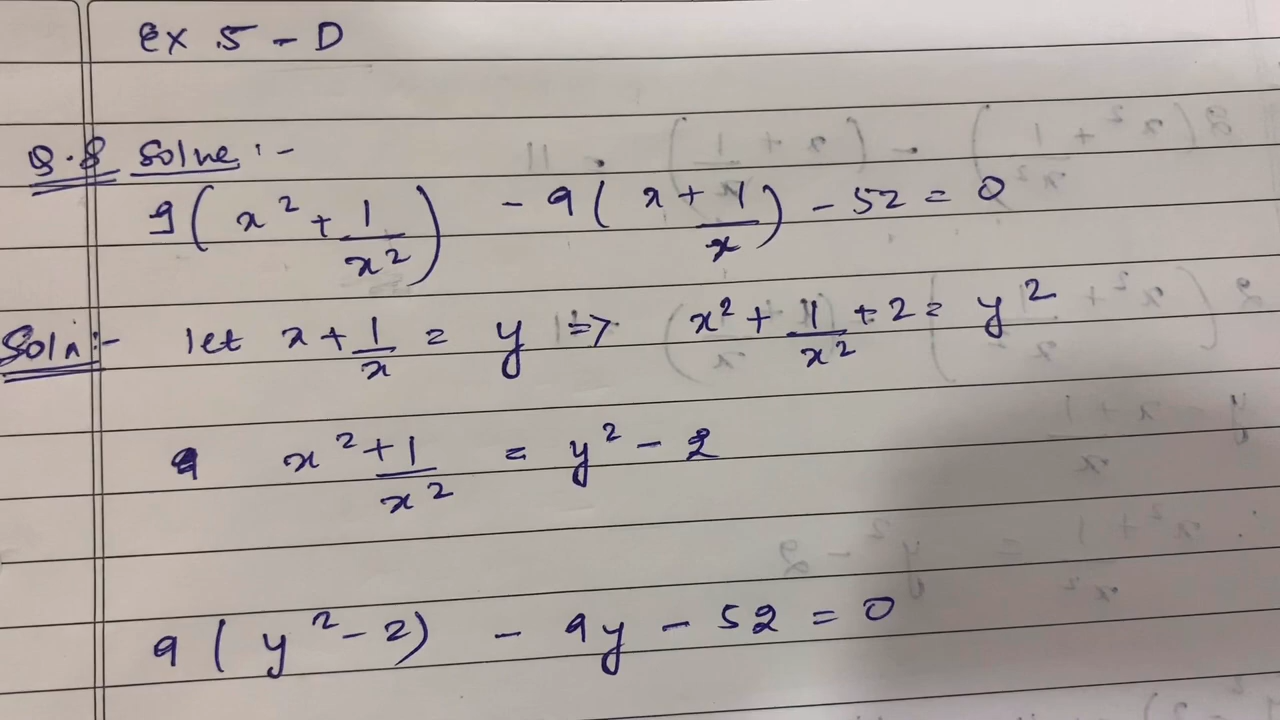 Ex 5 - D
Q.8 Solve :-
9(x² + 1/x²) - 9(x + 1/x) - 52 = 0
Soln:- let x + 1/x = y => x² + 1/x² + 2 = y²
x² + 1/x² = y² - 2
9(y² - 2) - 9y - 52 = 0